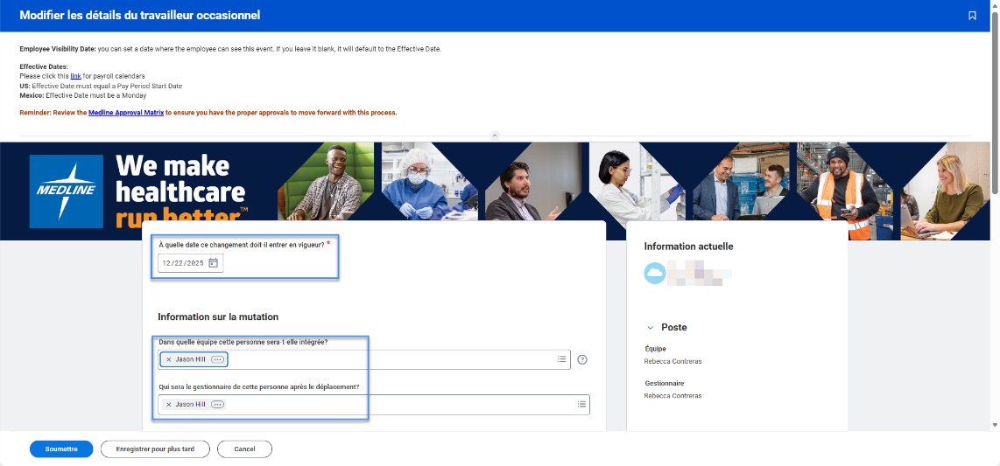 Modifier les détails du travailleur occasionnel
Employee Visibility Date: you can set a date where the employee can see this event. If you leave it blank, it will default to the Effective Date.
Effective Dates:
Please click this link for payroll calendars
US: Effective Date must equal a Pay Period Start Date
Mexico: Effective Date must be a Monday
Reminder: Review the Medline Approval Matrix to ensure you have the proper approvals to move forward with this process.
MEDLINE
We make
healthcare
run better™
À quelle date ce changement doit-il entrer en vigueur? *
12/22/2025
Information sur la mutation
Dans quelle équipe cette personne sera-t-elle intégrée?
Jason Hill
Qui sera le gestionnaire de cette personne après le déplacement?
Jason Hill
Information actuelle
Poste
Équipe
Rebecca Contreras
Gestionnaire
Rebecca Contreras
Soumettre
Enregistrer pour plus tard
Cancel